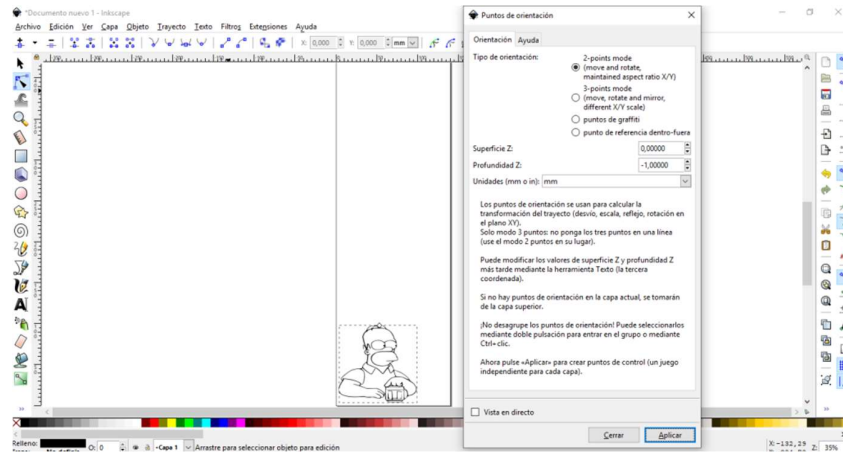 *Documento nuevo 1 - Inkscape
Archivo Edición Ver Capa Objeto Trayecto Texto Filtros Extensiones Ayuda
X: 0,000 Y: 0,000 mm
Puntos de orientación
Orientación Ayuda
Tipo de orientación:
2-points mode
(move and rotate,
maintained aspect ratio X/Y)
3-points mode
(move, rotate and mirror,
different X/Y scale)
puntos de graffiti
punto de referencia dentro-fuera
Superficie Z: 0,00000
Profundidad Z: -1,00000
Unidades (mm o in): mm
Los puntos de orientación se usan para calcular la
transformación del trayecto (desvío, escala, reflejo, rotación en
el plano XY).
Solo modo 3 puntos: no ponga los tres puntos en una línea
(use el modo 2 puntos en su lugar).
Puede modificar los valores de superficie Z y profundidad Z
más tarde mediante la herramienta Texto (la tercera
coordenada).
Si no hay puntos de orientación en la capa actual, se tomarán
de la capa superior.
¡No desagrupe los puntos de orientación! Puede seleccionarlos
mediante doble pulsación para entrar en el grupo o mediante
Ctrl+clic.
Ahora pulse «Aplicar» para crear puntos de control (un juego
independiente para cada capa).
Vista en directo
Cerrar Aplicar
Relleno: O: 0 -Capa 1 Arrastre para seleccionar objeto para edición
X: -132,29 Z: 35%